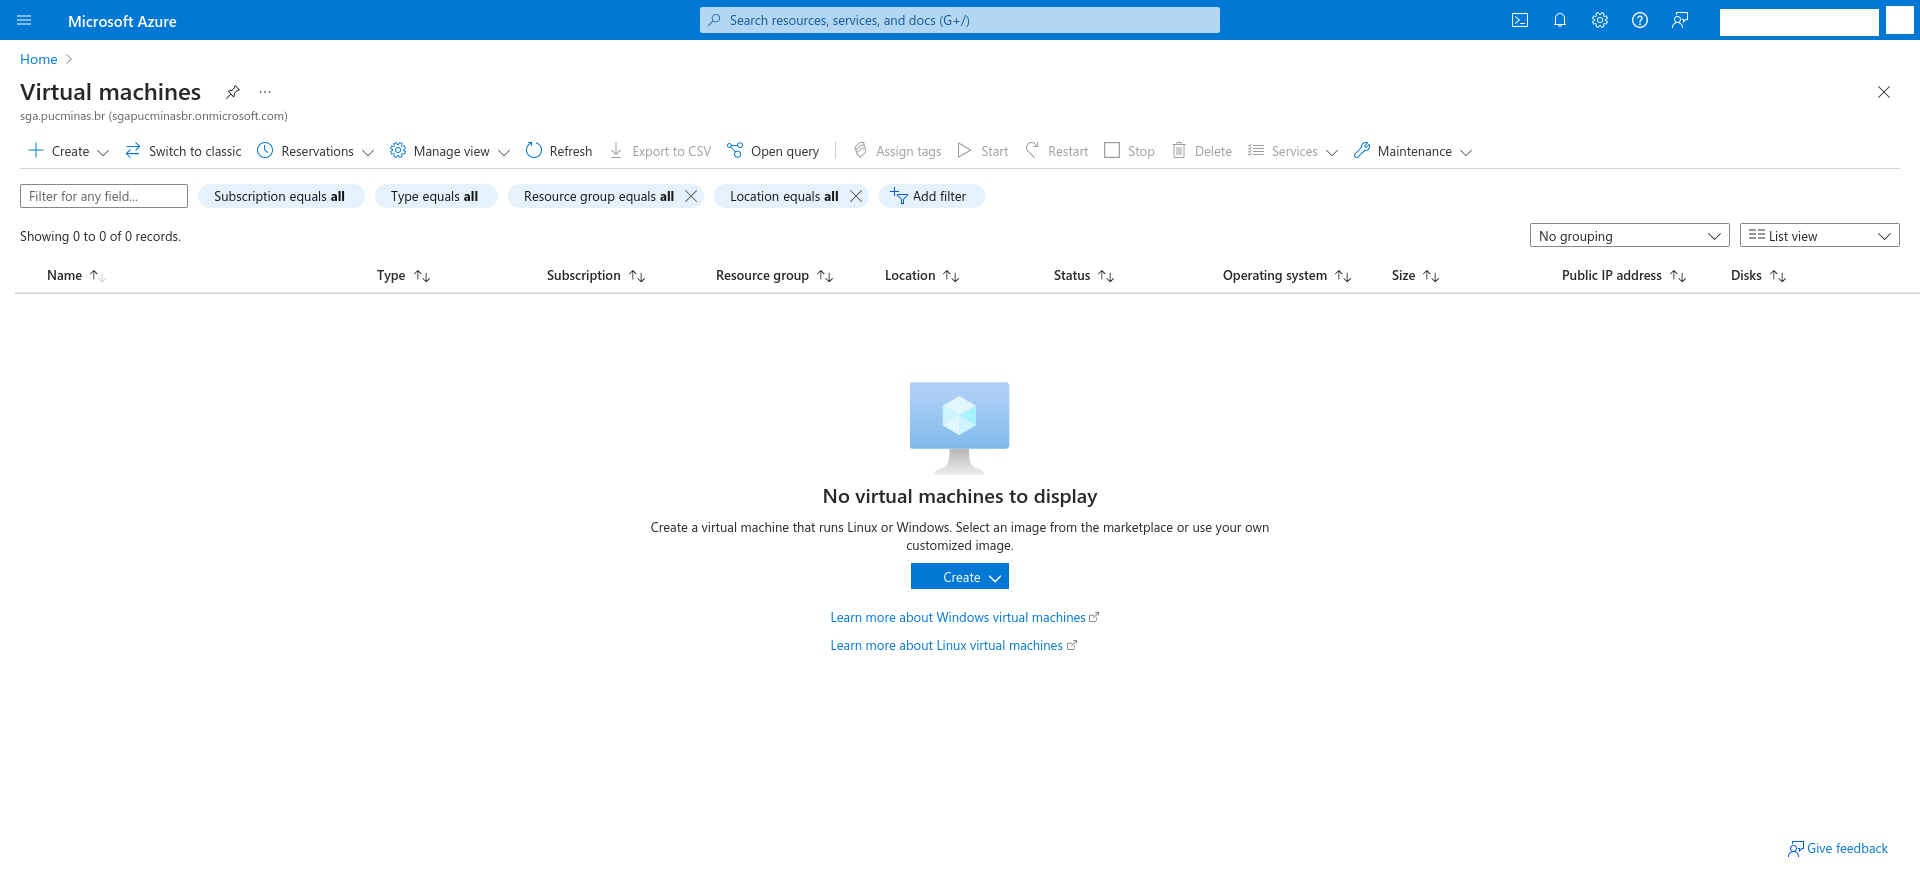 Microsoft Azure
Search resources, services, and docs (G+/)
Home
Virtual machines
sga.pucminas.br (sgapucminasbr.onmicrosoft.com)
Create Switch to classic Reservations Manage view Refresh Export to CSV Open query Assign tags Start Restart Stop Delete Services Maintenance
Filter for any field... Subscription equals all Type equals all Resource group equals all Location equals all Add filter
Showing 0 to 0 of 0 records. No grouping List view
Name Type Subscription Resource group Location Status Operating system Size Public IP address Disks
No virtual machines to display
Create a virtual machine that runs Linux or Windows. Select an image from the marketplace or use your own
customized image.
Create
Learn more about Windows virtual machines
Learn more about Linux virtual machines
Give feedback